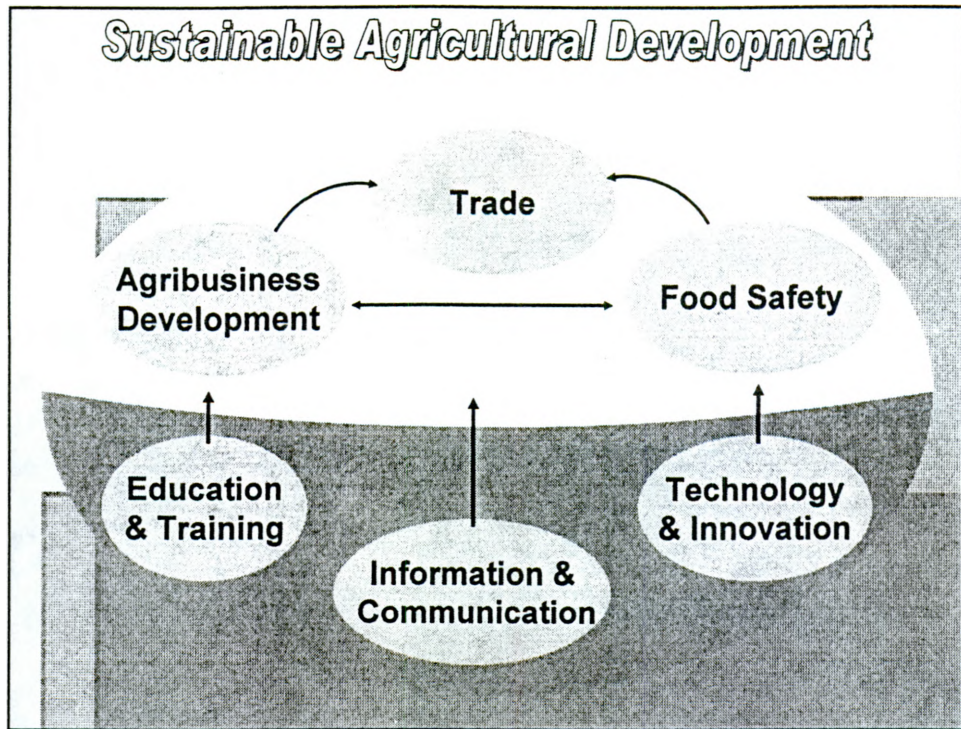 Sustainable Agricultural Development
Trade
Agribusiness
Development
Food Safety
Education
& Training
Technology
& Innovation
Information &
Communication